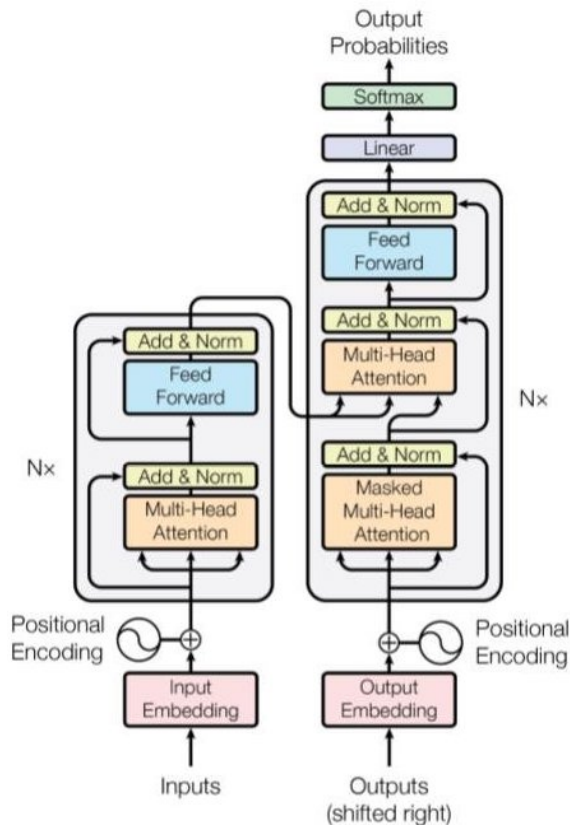 Output
Probabilities
Softmax
Linear
Add & Norm
Feed
Forward
Add & Norm
Multi-Head
Attention
Add & Norm
Masked
Multi-Head
Attention
Nx
Add & Norm
Feed
Forward
Add & Norm
Multi-Head
Attention
Nx
Positional
Encoding
Positional
Encoding
Input
Embedding
Output
Embedding
Inputs
Outputs
(shifted right)